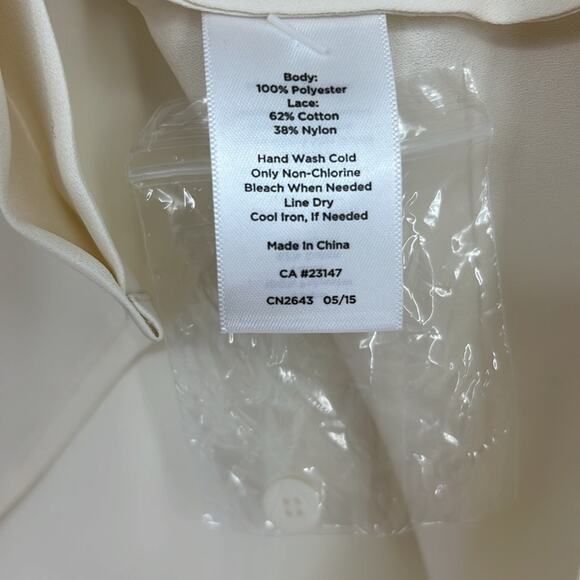 Body:
100% Polyester
Lace:
62% Cotton
38% Nylon
Hand Wash Cold
Only Non-Chlorine
Bleach When Needed
Line Dry
Cool Iron, If Needed
Made In China
CA #23147
CN2643 05/15